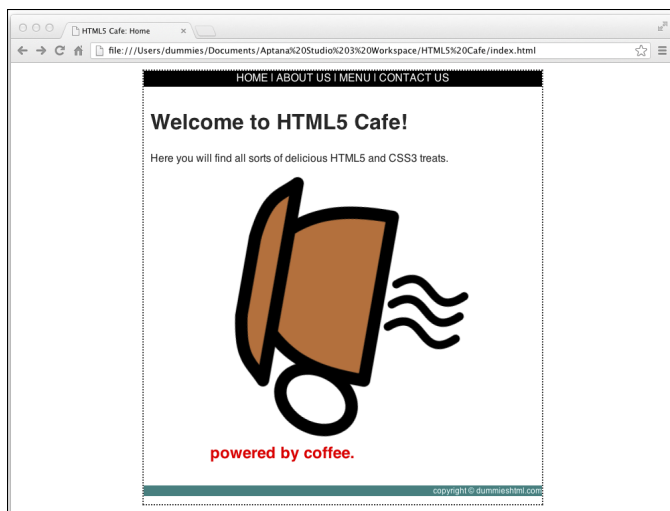 HTML5 Cafe: Home
file:///Users/dummies/Documents/Aptana%20Studio%203%20Workspace/HTML5%20Cafe/index.html
HOME | ABOUT US | MENU | CONTACT US
Welcome to HTML5 Cafe!
Here you will find all sorts of delicious HTML5 and CSS3 treats.
powered by coffee.
copyright © dummieshtml.com